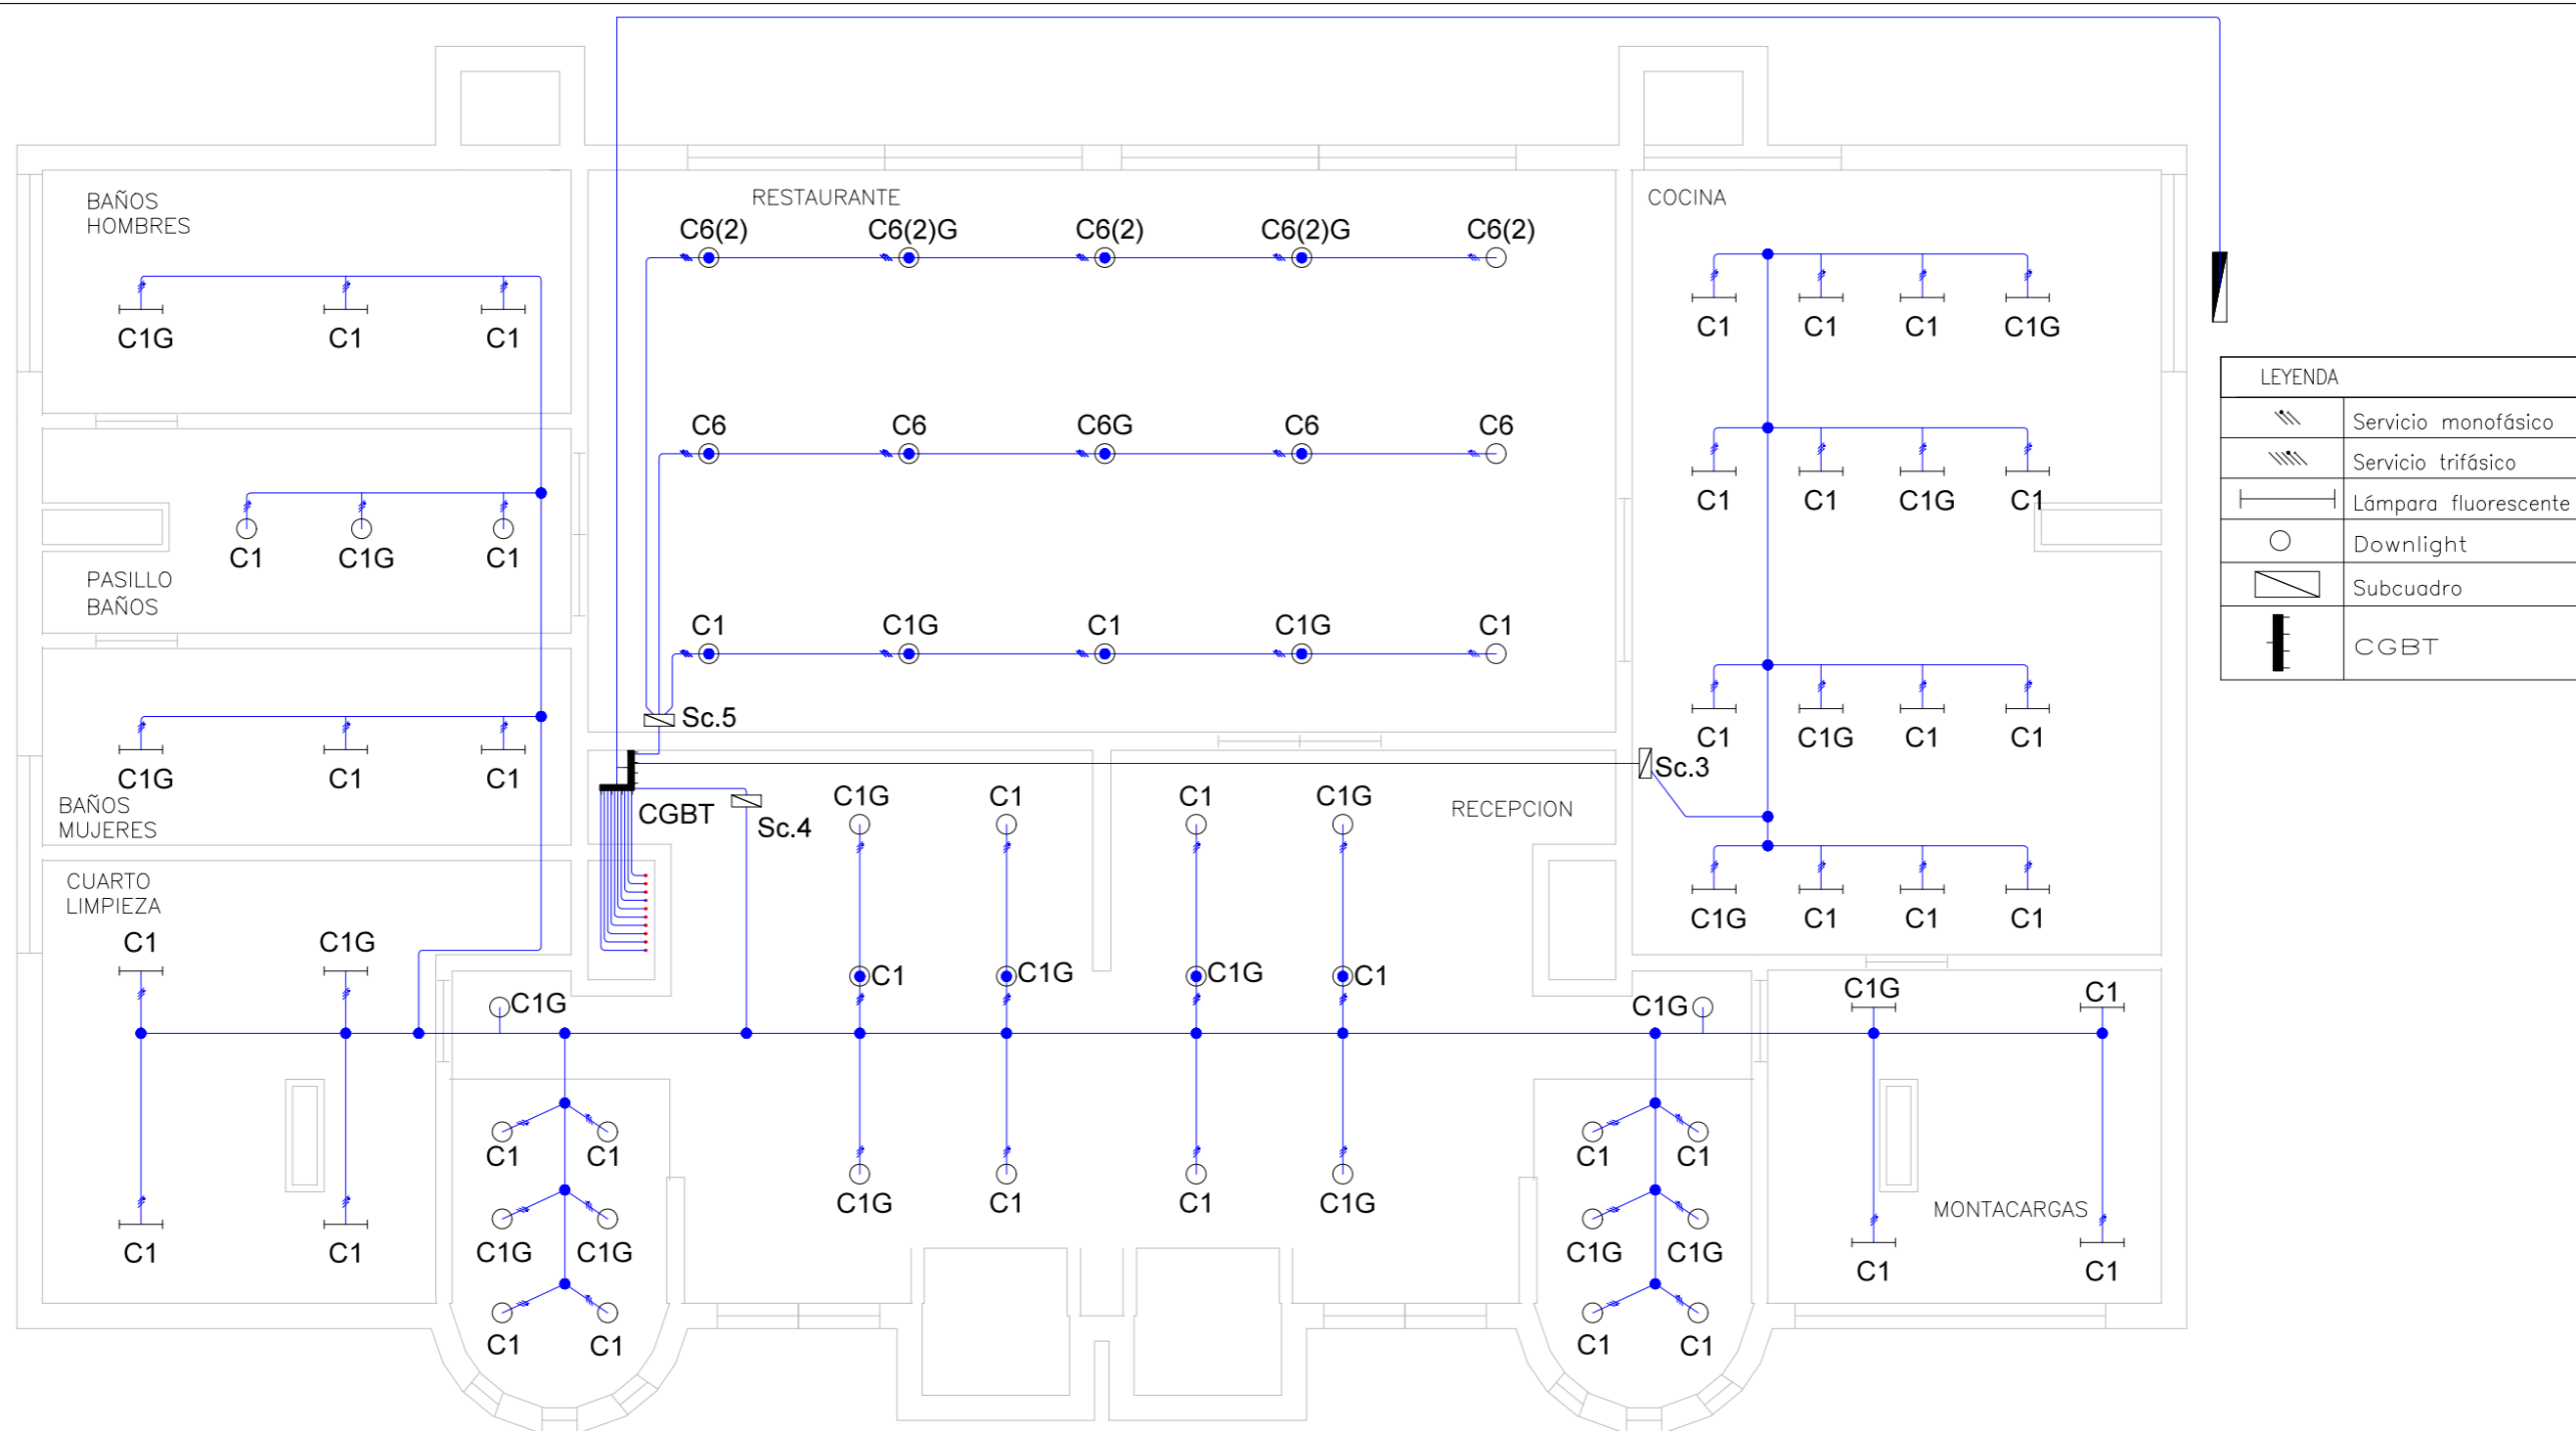 BAÑOS
HOMBRES
C1G
C1
C1
C1
C1G
C1
PASILLO
BAÑOS
C1G
C1
C1
BAÑOS
MUJERES
CUARTO
LIMPIEZA
C1
C1G
C1
C1
RESTAURANTE
C6(2)
C6(2)G
C6(2)
C6(2)G
C6(2)
C6
C6
C6G
C6
C6
C1
C1G
C1
C1G
C1
Sc.5
CGBT
Sc.4
Sc.3
RECEPCION
C1G
C1
C1
C1G
C1
C1G
C1G
C1
C1G
C1
C1
C1G
C1G
C1
C1
C1G
C1G
C1
C1
C1G
C1
C1
C1G
C1G
C1
C1
COCINA
C1
C1
C1
C1G
C1
C1
C1G
C1
C1
C1G
C1
C1
C1G
C1
C1
C1
C1G
C1
MONTACARGAS
C1
C1
LEYENDA
Servicio monofásico
Servicio trifásico
Lámpara fluorescente
Downlight
Subcuadro
CGBT